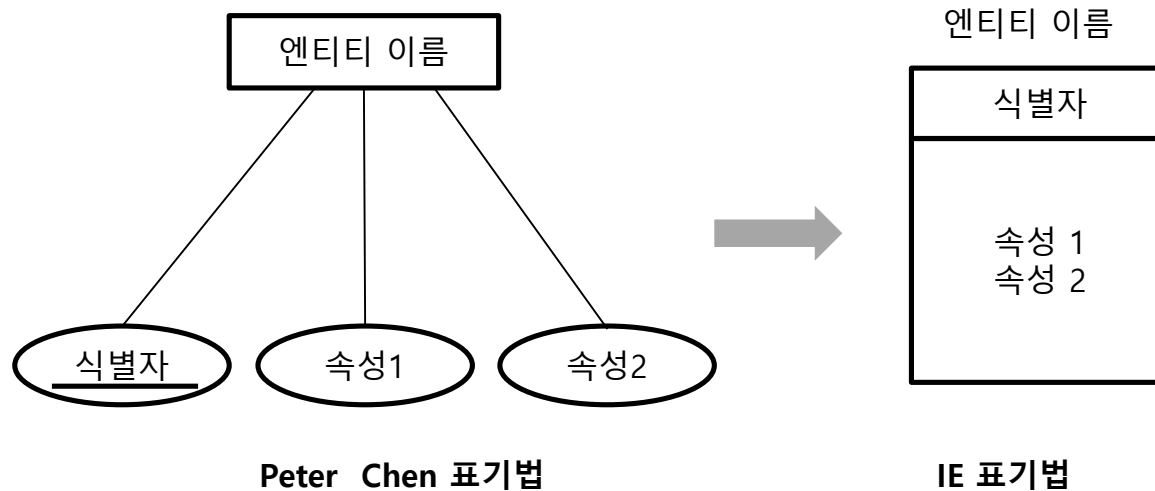 엔티티 이름
식별자
속성1
속성2
Peter Chen 표기법
엔티티 이름
식별자
속성 1
속성 2
IE 표기법